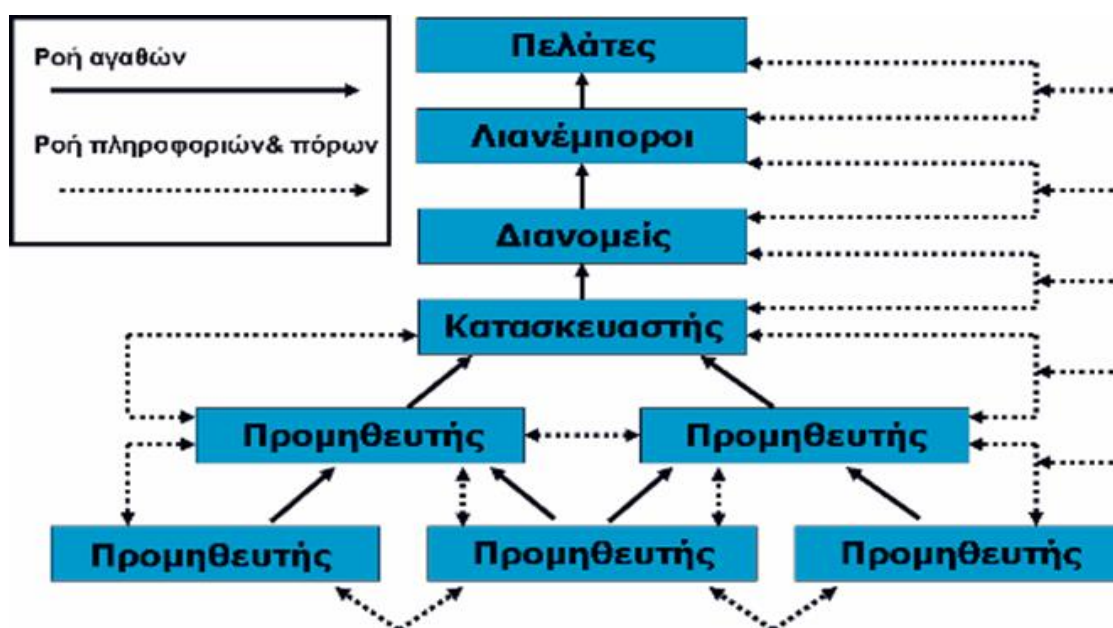 Ροή αγαθών
Ροή πληροφοριών& πόρων
Πελάτες
Λιανέμποροι
Διανομείς
Κατασκευαστής
Προμηθευτής Προμηθευτής
Προμηθευτής Προμηθευτής Προμηθευτής